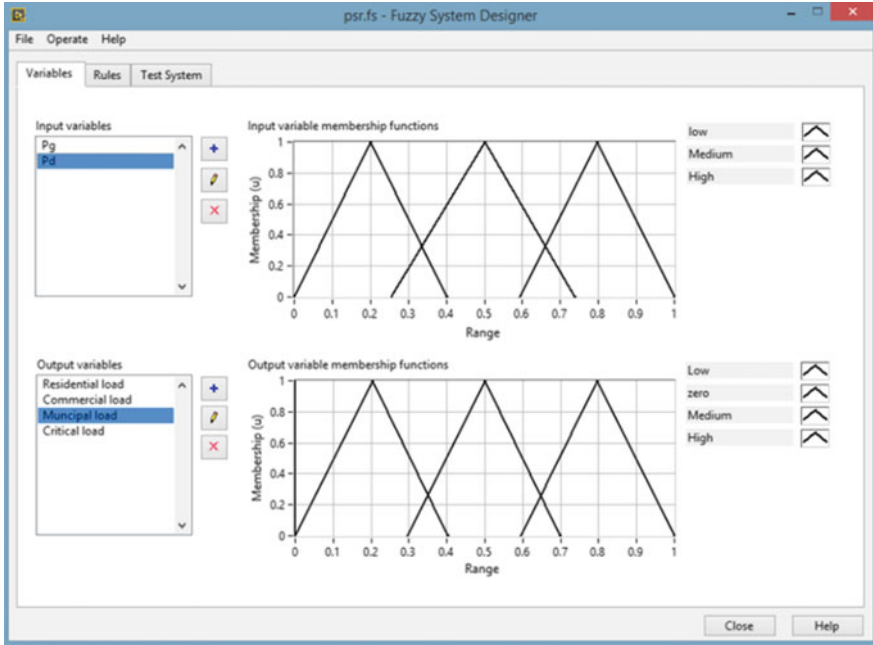 psr.fs - Fuzzy System Designer
File Operate Help
Variables Rules Test System
Input variables
Pg
Pd
Input variable membership functions
Membership (u)
1
0.8
0.6
0.4
0.2
0
0 0.1 0.2 0.3 0.4 0.5 0.6 0.7 0.8 0.9 1
Range
low
Medium
High
Output variables
Residential load
Commercial load
Muncipal load
Critical load
Output variable membership functions
Membership (u)
1
0.8
0.6
0.4
0.2
0
0 0.1 0.2 0.3 0.4 0.5 0.6 0.7 0.8 0.9 1
Range
Low
zero
Medium
High
Close Help